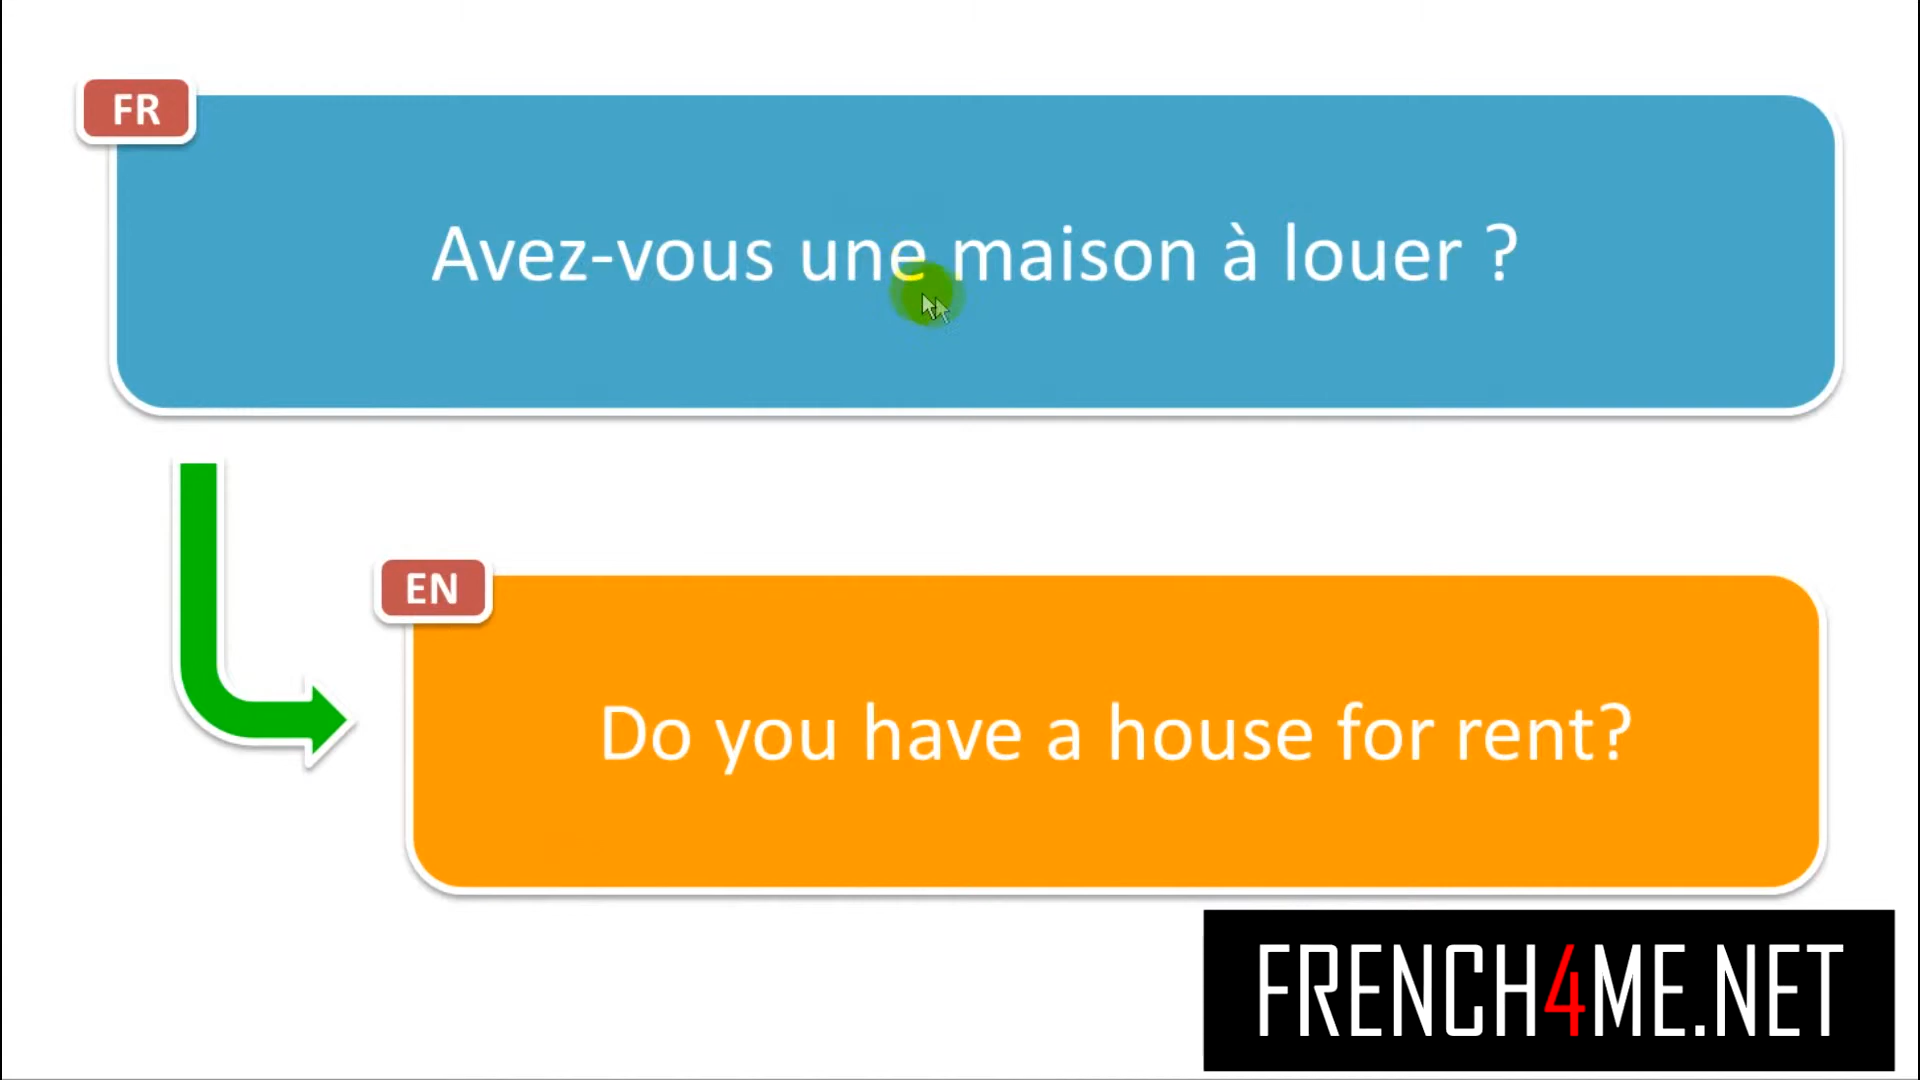 FR
Avez-vous une maison à louer ?
EN
Do you have a house for rent?
FRENCH4ME.NET